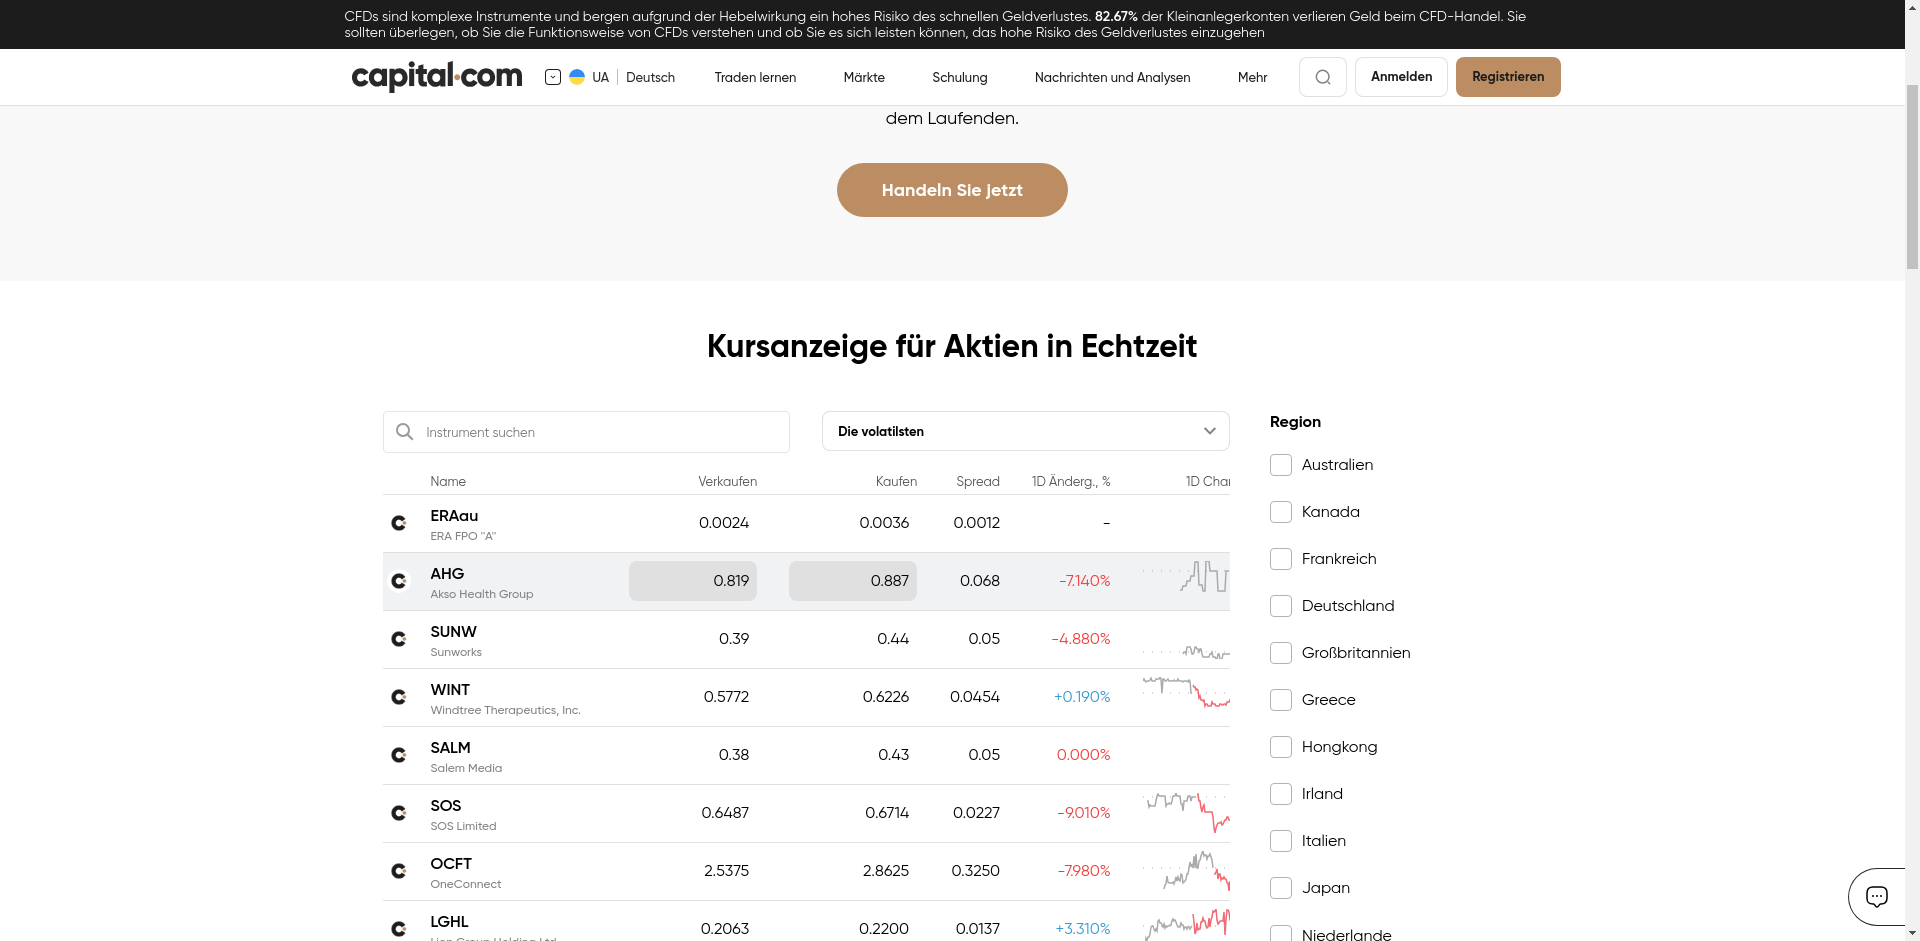 CFDs sind komplexe Instrumente und bergen aufgrund der Hebelwirkung ein hohes Risiko des schnellen Geldverlustes. 82.67% der Kleinanlegerkonten verlieren Geld beim CFD-Handel. Sie
sollten überlegen, ob Sie die Funktionsweise von CFDs verstehen und ob Sie es sich leisten können, das hohe Risiko des Geldverlustes einzugehen
capital.com UA Deutsch Traden lernen Märkte Schulung Nachrichten und Analysen Mehr Anmelden Registrieren
dem Laufenden.
Handeln Sie jetzt
Kursanzeige für Aktien in Echtzeit
Instrument suchen
Die volatilsten
Name Verkaufen Kaufen Spread 1D Änderg., % 1D Char
ERAau 0.0024 0.0036 0.0012 -
ERA FPO "A"
AHG 0.819 0.887 0.068 -7.140%
Akso Health Group
SUNW 0.39 0.44 0.05 -4.880%
Sunworks
WINT 0.5772 0.6226 0.0454 +0.190%
Windtree Therapeutics, Inc.
SALM 0.38 0.43 0.05 0.000%
Salem Media
SOS 0.6487 0.6714 0.0227 -9.010%
SOS Limited
OCFT 2.5375 2.8625 0.3250 -7.980%
OneConnect
LGHL 0.2063 0.2200 0.0137 +3.310%
Lion Group Holding Ltd
Region
Australien
Kanada
Frankreich
Deutschland
Großbritannien
Greece
Hongkong
Irland
Italien
Japan
Niederlande